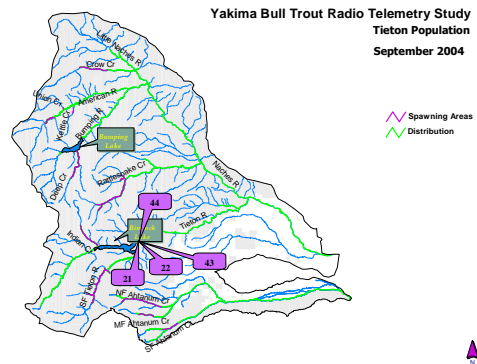 Yakima Bull Trout Radio Telemetry Study
Tieton Population
September 2004
Spawning Areas
Distribution
Little Naches R
Crow Cr
Union Cr
American R
Kettle Cr
Bumping R
Bumping
Lake
Deep Cr
Rattlesnake Cr
Naches R
44
Tieton R
Indian Cr
Lake
21
22
43
SF Tieton R
NF Ahtanum Cr
MF Ahtanum Cr
SF Ahtanum Cr
N